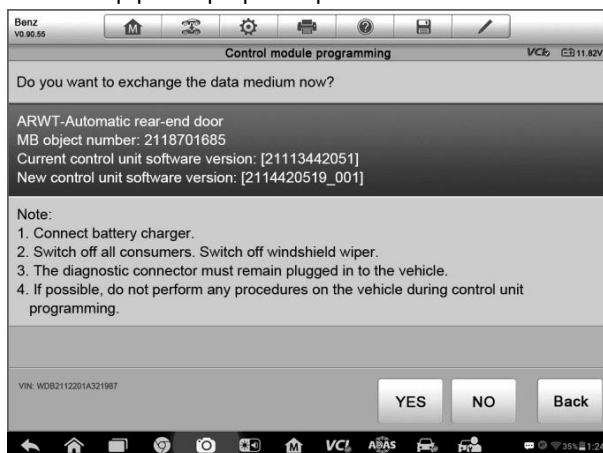 Benz
V0.90.55
Control module programming
VCI 11.82V
Do you want to exchange the data medium now?
ARWT-Automatic rear-end door
MB object number: 2118701685
Current control unit software version: [21113442051]
New control unit software version: [2114420519_001]
Note:
1. Connect battery charger.
2. Switch off all consumers. Switch off windshield wiper.
3. The diagnostic connector must remain plugged in to the vehicle.
4. If possible, do not perform any procedures on the vehicle during control unit
programming.
VIN: WDB2112201A321987
YES NO Back
VCI ADAS 35% 1:24